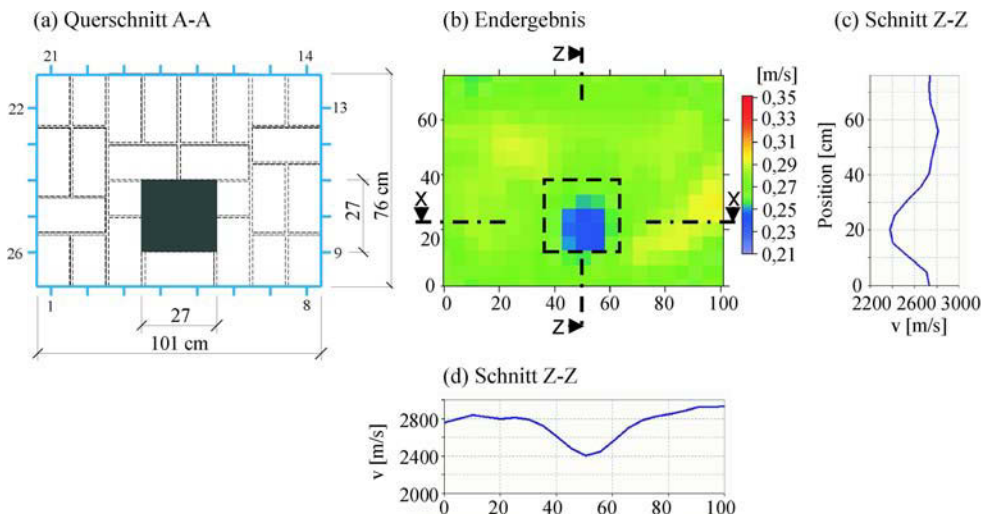 (a) Querschnitt A-A
21
14
22
13
26
9
1
8
27
76 cm
27
101 cm
(b) Endergebnis
Z
[m/s]
0,35
0,33
0,31
0,29
0,27
0,25
0,23
0,21
60
40
20
0
X
X
0 20 40 60 80 100
Z
(c) Schnitt Z-Z
Position [cm]
60
40
20
0
2200 2600 3000
v [m/s]
(d) Schnitt Z-Z
v [m/s]
2800
2400
2000
0 20 40 60 80 100